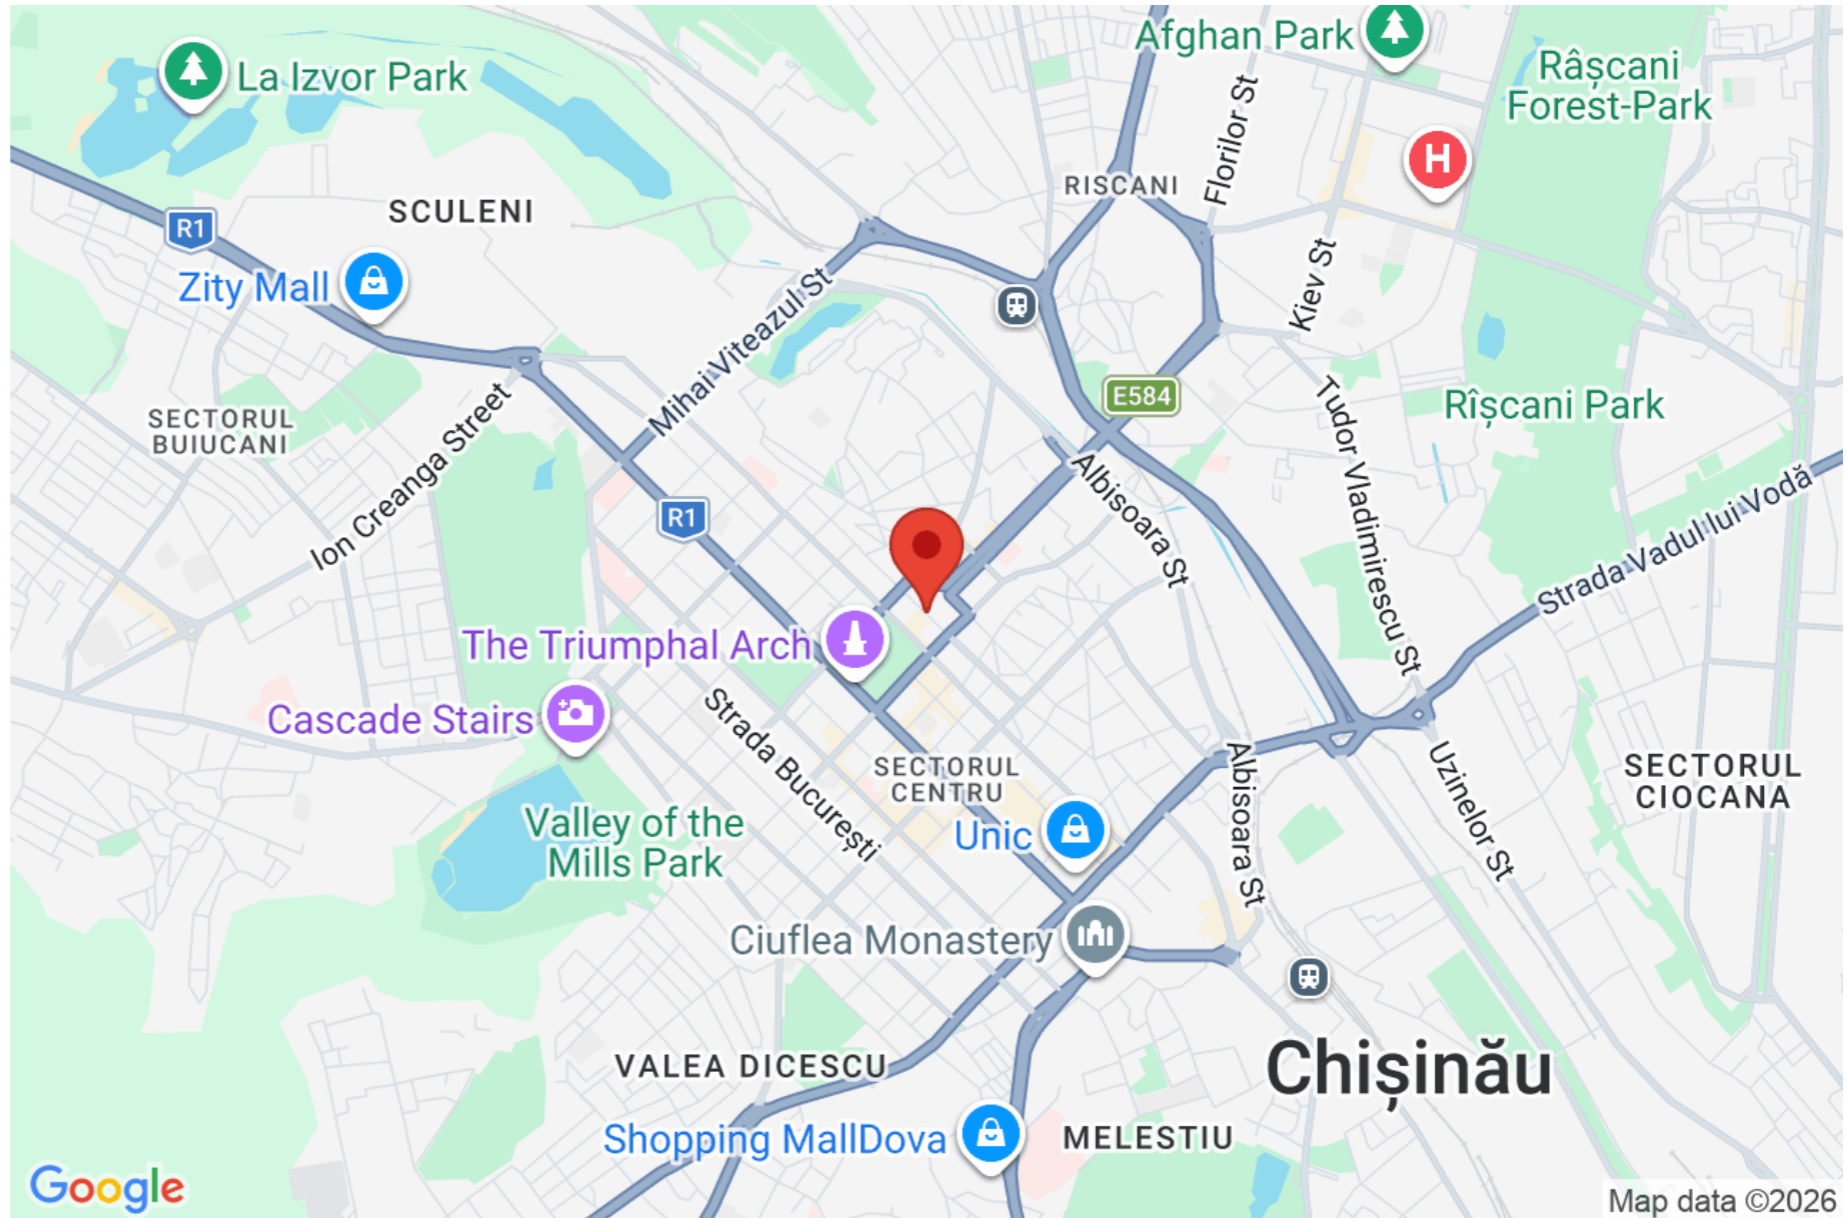 Afghan Park
La Izvor Park
Râșcani
Forest-Park
Florilor St
H
RISCANI
SCULENI
R1
Zity Mall
Kiev St
Mihai Viteazul St
E584
SECTORUL
BUIUCANI
Ion Creanga Street
Rîșcani Park
Tudor Vladimirescu St
Albisoara St
R1
Strada Vadul lui Vodă
The Triumphal Arch
Cascade Stairs
Strada București
SECTORUL
CENTRU
Albisoara St
Uzinelor St
SECTORUL
CIOCANA
Valley of the
Mills Park
Unic
Ciuflea Monastery
VALEA DICESCU
Chișinău
Shopping MallDova
MELESTIU
Google
Map data ©2026